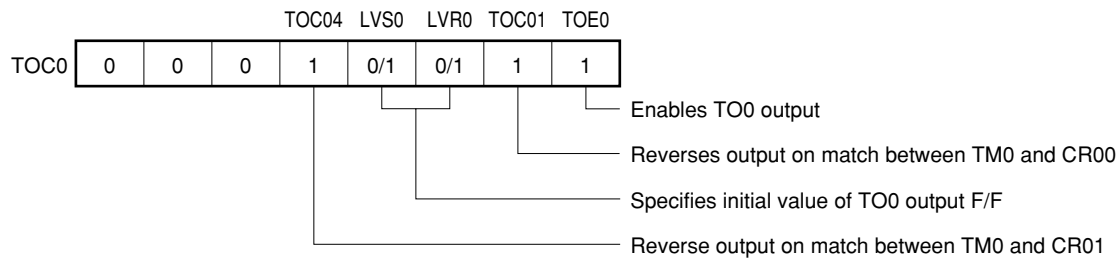 TOC04 LVS0 LVR0 TOC01 TOE0
TOC0 0 0 0 1 0/1 0/1 1 1
Enables TO0 output
Reverses output on match between TM0 and CR00
Specifies initial value of TO0 output F/F
Reverse output on match between TM0 and CR01